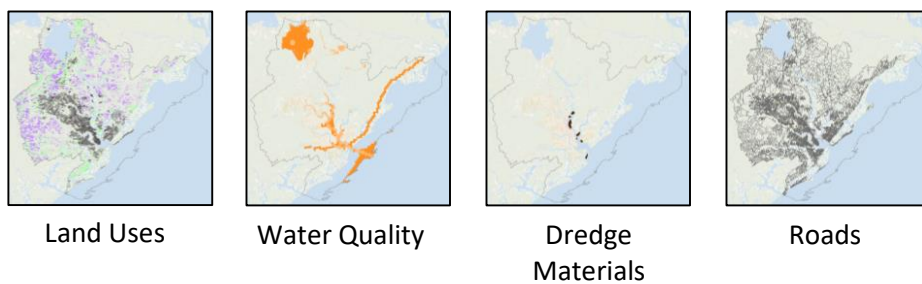 Land Uses
Water Quality
Dredge
Materials
Roads